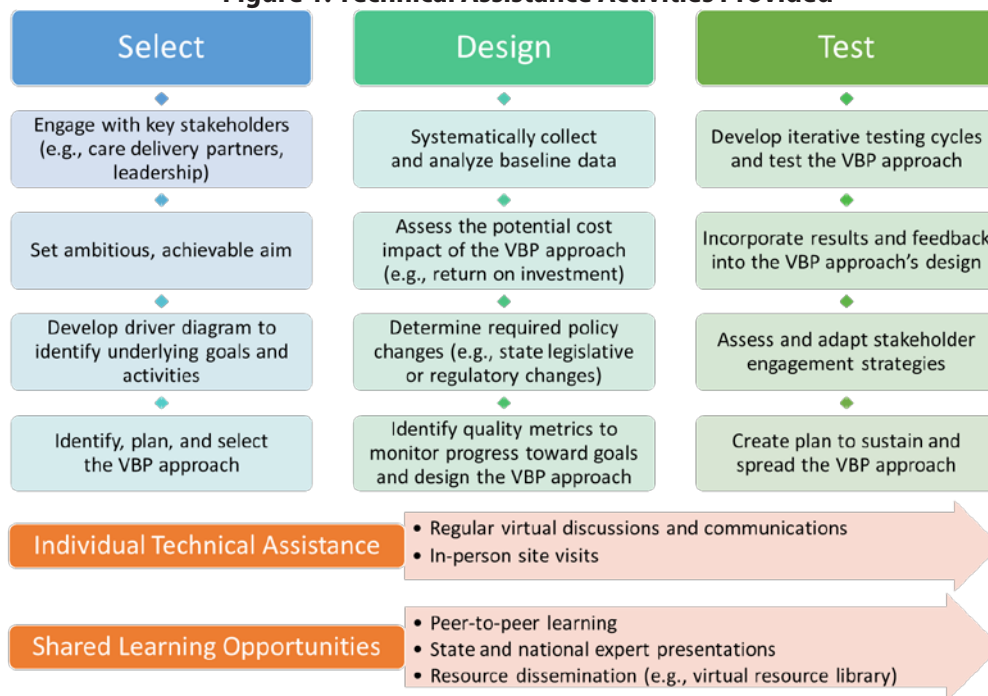 Figure 1. Technical Assistance Activities Provided
Select
Engage with key stakeholders
(e.g., care delivery partners,
leadership)
Set ambitious, achievable aim
Develop driver diagram to
identify underlying goals and
activities
Identify, plan, and select
the VBP approach
Design
Systematically collect
and analyze baseline data
Assess the potential cost
impact of the VBP approach
(e.g., return on investment)
Determine required policy
changes (e.g., state legislative
or regulatory changes)
Identify quality metrics to
monitor progress toward goals
and design the VBP approach
Test
Develop iterative testing cycles
and test the VBP approach
Incorporate results and feedback
into the VBP approach's design
Assess and adapt stakeholder
engagement strategies
Create plan to sustain and
spread the VBP approach
Individual Technical Assistance
• Regular virtual discussions and communications
• In-person site visits
Shared Learning Opportunities
• Peer-to-peer learning
• State and national expert presentations
• Resource dissemination (e.g., virtual resource library)